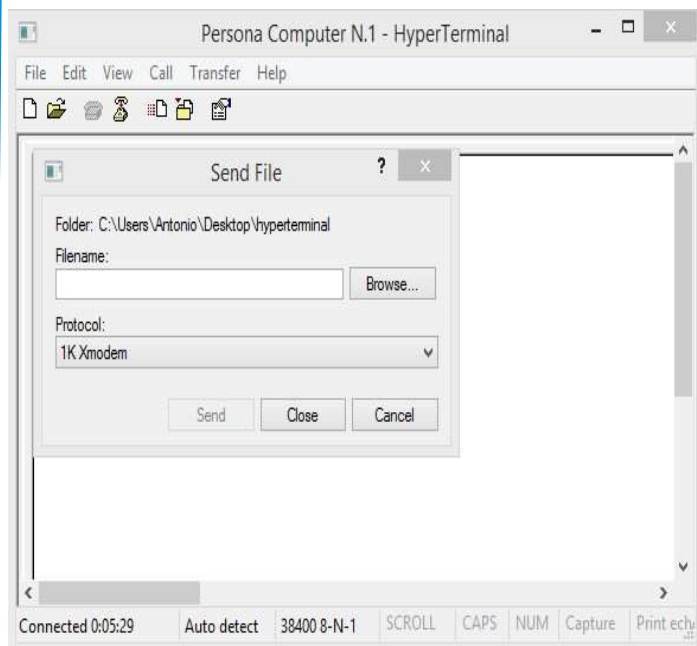 Persona Computer N.1 - HyperTerminal
File Edit View Call Transfer Help
Send File
?
Folder: C:\Users\Antonio\Desktop\hyperterminal
Filename:
Browse...
Protocol:
1K Xmodem
Send Close Cancel
Connected 0:05:29 Auto detect 38400 8-N-1 SCROLL CAPS NUM Capture Print ech